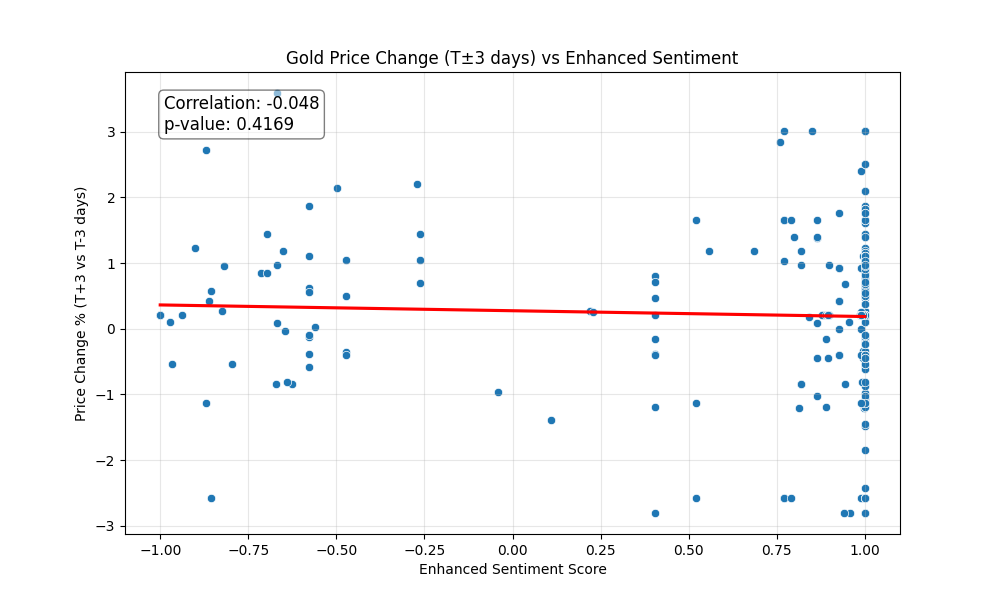 Gold Price Change (T±3 days) vs Enhanced Sentiment
Correlation: -0.048
p-value: 0.4169
Price Change % (T+3 vs T-3 days)
3
2
1
0
−1
−2
−3
−1.00 −0.75 −0.50 −0.25 0.00 0.25 0.50 0.75 1.00
Enhanced Sentiment Score